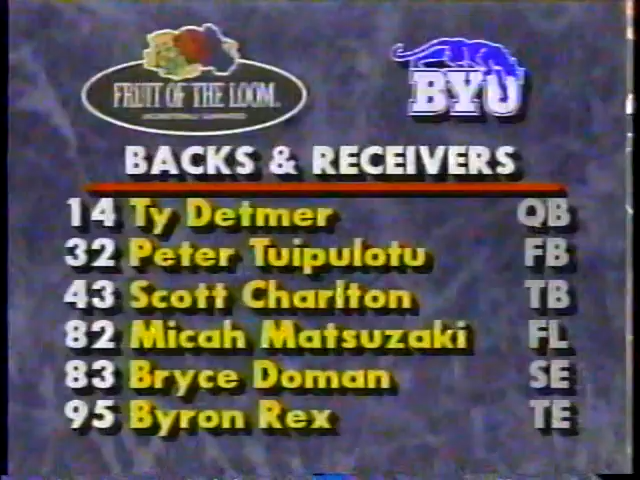 FRUIT OF THE LOOM.
BYU
BACKS & RECEIVERS
14 Ty Detmer QB
32 Peter Tuipulotu FB
43 Scott Charlton TB
82 Micah Matsuzaki FL
83 Bryce Doman SE
95 Byron Rex TE